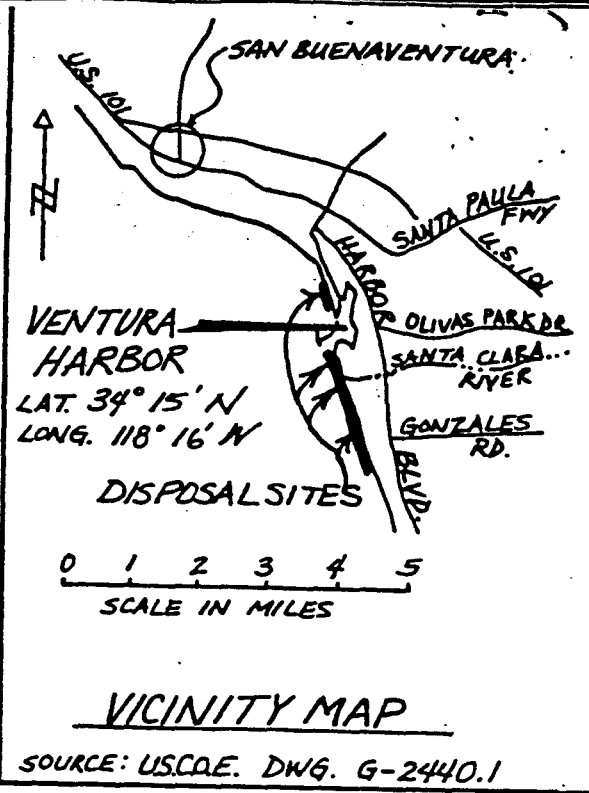 SAN BUENAVENTURA
U.S. 101
N
SANTA PAULA
FWY
U.S. 101
HARBOR
OLIVAS PARK DR
VENTURA
HARBOR
LAT. 34° 15' N
LONG. 118° 16' W
SANTA CLARA...
RIVER
GONZALES
RD.
BLVD.
DISPOSAL SITES
0 1 2 3 4 5
SCALE IN MILES
VICINITY MAP
SOURCE: U.S.C.O.E. DWG. G-2440.1